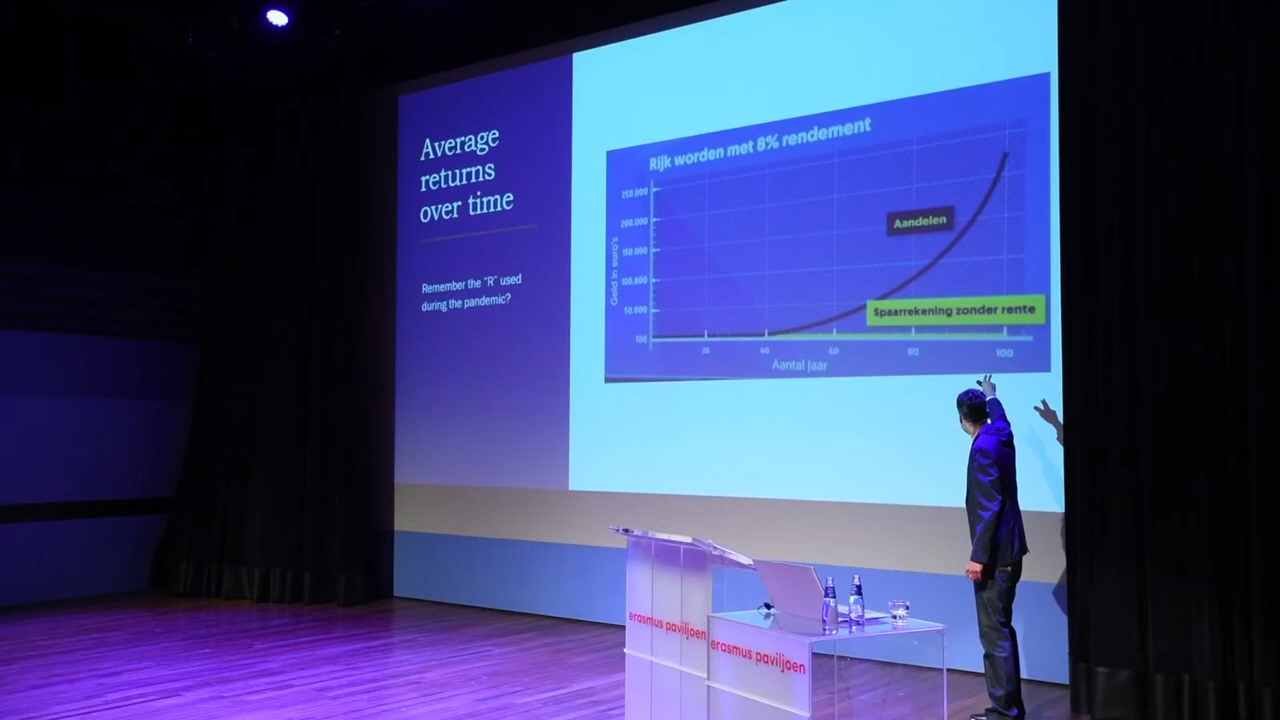 Average
returns
over time
Remember the "R" used
during the pandemic?
Rijk worden met 8% rendement
Geld in euro's
250.000
200.000
150.000
100.000
50.000
100
Aandelen
Spaarrekening zonder rente
20
40
60
80
100
Aantal jaar
erasmus paviljoen
erasmus paviljoen